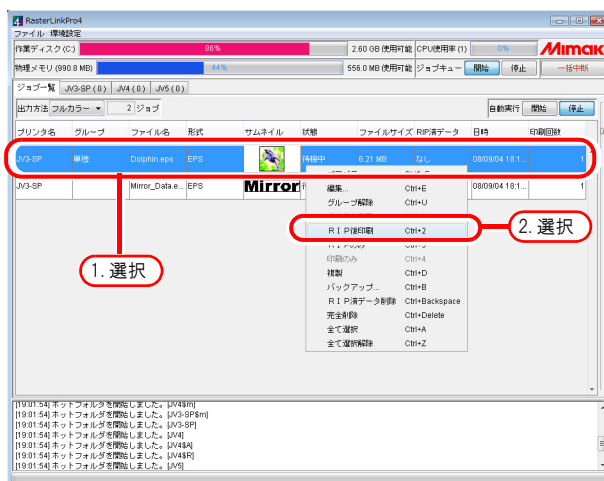 RasterLinkPro4
ファイル 環境設定
作業ディスク(C:) 86% 2.60 GB 使用可能 CPU使用率(1) 0% Mimaki
物理メモリ(990.8 MB) 44% 556.0 MB 使用可能 ジョブキュー 開始 停止 一括中断
ジョブ一覧 JV3-SP ( 0 ) JV4 ( 0 ) JV5 ( 0 )
出力方法 フルカラー 2 ジョブ 自動実行 開始 停止
プリンタ名 グループ ファイル名 形式 サムネイル 状態 ファイルサイズ RIP済データ 日時 印刷回数
JV3-SP 単独 Dolphin.eps EPS 待機中 6.21 MB なし 08/09/04 18:1... 1
JV3-SP Mirror_Data.e... EPS Mirror 08/09/04 18:1... 1
編集... Ctrl+E
グループ解除 Ctrl+U
ＲＩＰ後印刷 Ctrl+2
印刷のみ Ctrl+4
複製 Ctrl+D
バックアップ... Ctrl+B
ＲＩＰ済データ削除 Ctrl+Backspace
完全削除 Ctrl+Delete
全て選択 Ctrl+A
全て選択解除 Ctrl+Z
1. 選択
2. 選択
[19:01:54] ホットフォルダを開始しました。[JV4$m]
[19:01:54] ホットフォルダを開始しました。[JV3-SP$m]
[19:01:54] ホットフォルダを開始しました。[JV3-SP]
[19:01:54] ホットフォルダを開始しました。[JV4]
[19:01:54] ホットフォルダを開始しました。[JV4$A]
[19:01:54] ホットフォルダを開始しました。[JV4$R]
[19:01:54] ホットフォルダを開始しました。[JV5]